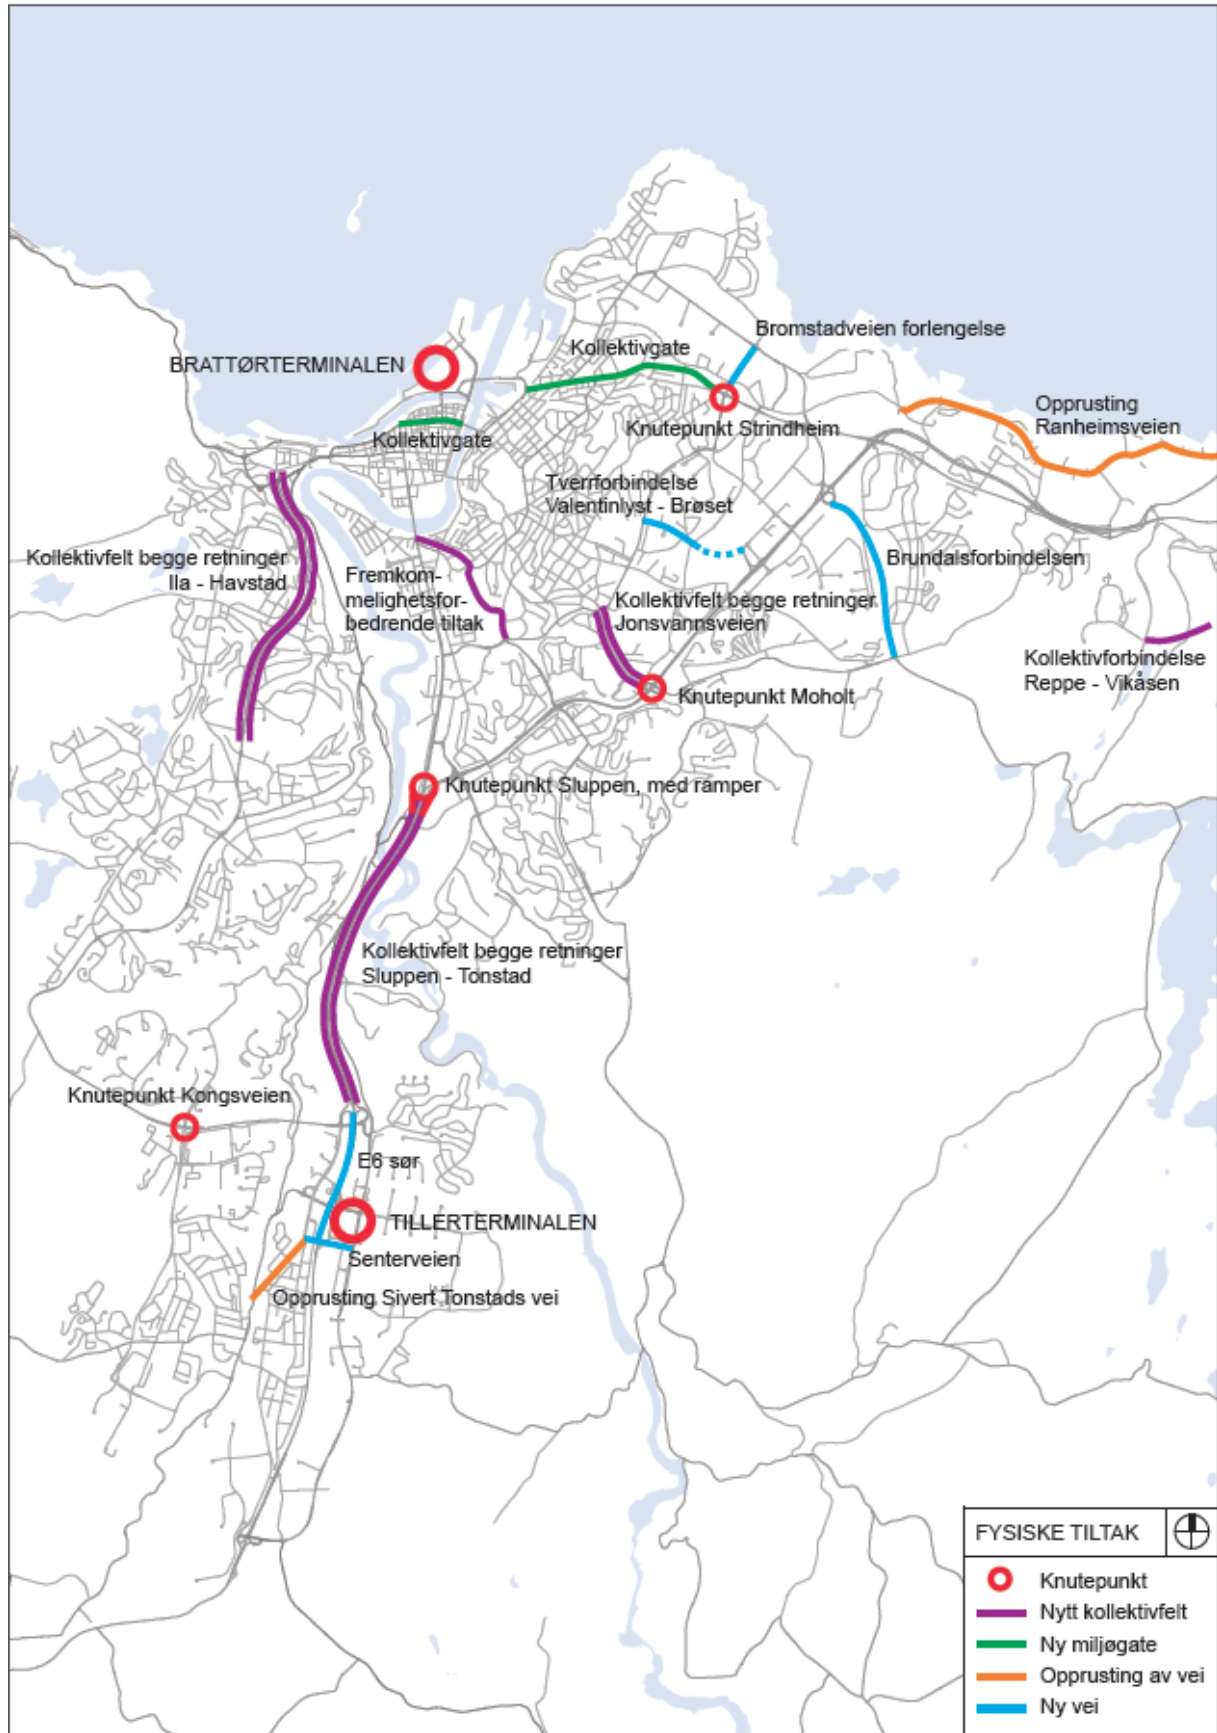 Bromstadveien forlengelse
Kollektivgate
BRATTØRTERMINALEN
Opprusting
Ranheimsveien
Knutepunkt Strindheim
Kollektivgate
Tverrforbindelse
Valentinlyst - Brøset
Kollektivfelt begge retninger
Ila - Havstad
Fremkom-
melighetsfor-
bedrende tiltak
Brundalsforbindelsen
Kollektivfelt begge retninger
Jonsvannsveien
Kollektivforbindelse
Reppe - Vikåsen
Knutepunkt Moholt
Knutepunkt Sluppen, med ramper
Kollektivfelt begge retninger
Sluppen - Tonstad
Knutepunkt Kongsveien
E6 sør
TILLERTERMINALEN
Senterveien
Opprusting Sivert Tonstads vei
FYSISKE TILTAK
Knutepunkt
Nytt kollektivfelt
Ny miljøgate
Opprusting av vei
Ny vei